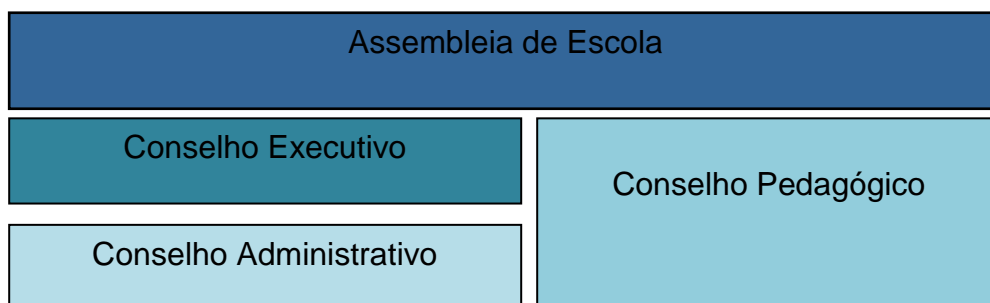 Assembleia de Escola
Conselho Executivo
Conselho Pedagógico
Conselho Administrativo